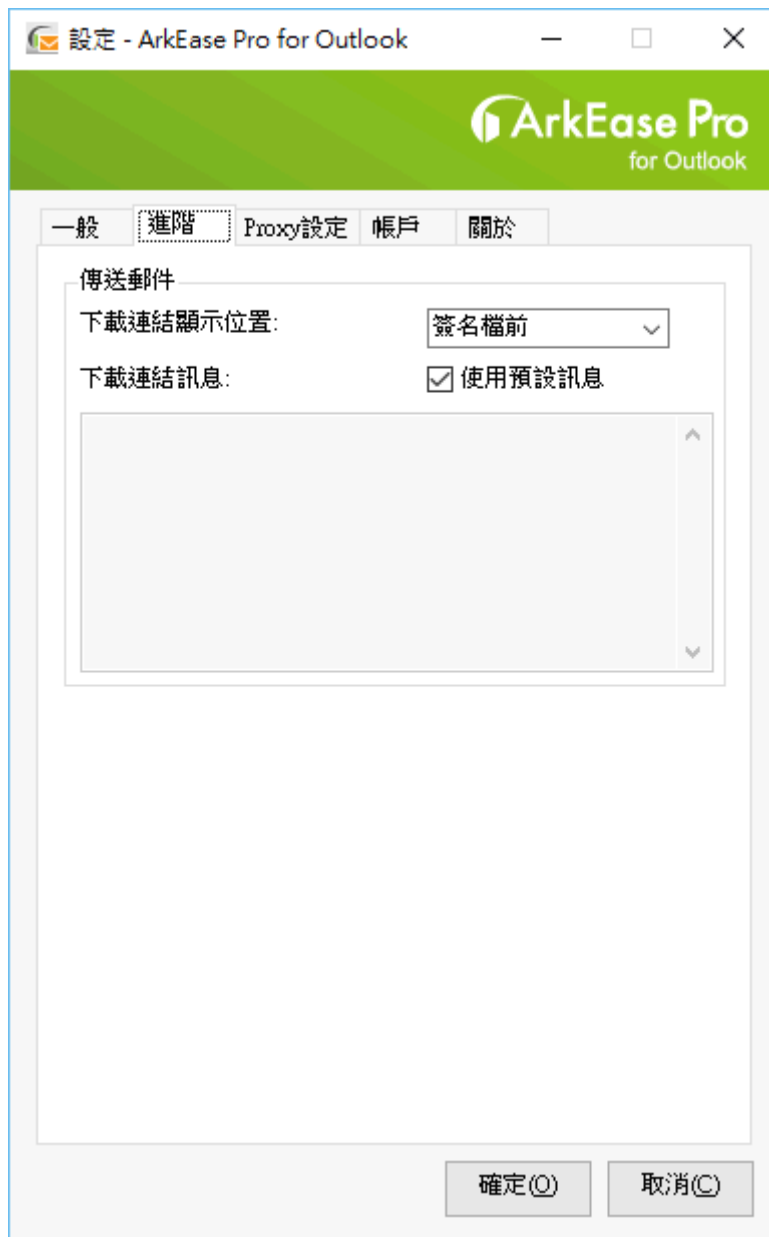 設定 - ArkEase Pro for Outlook
ArkEase Pro
for Outlook
一般 進階 Proxy設定 帳戶 關於
傳送郵件
下載連結顯示位置: 簽名檔前
下載連結訊息: 使用預設訊息
確定(O) 取消(C)